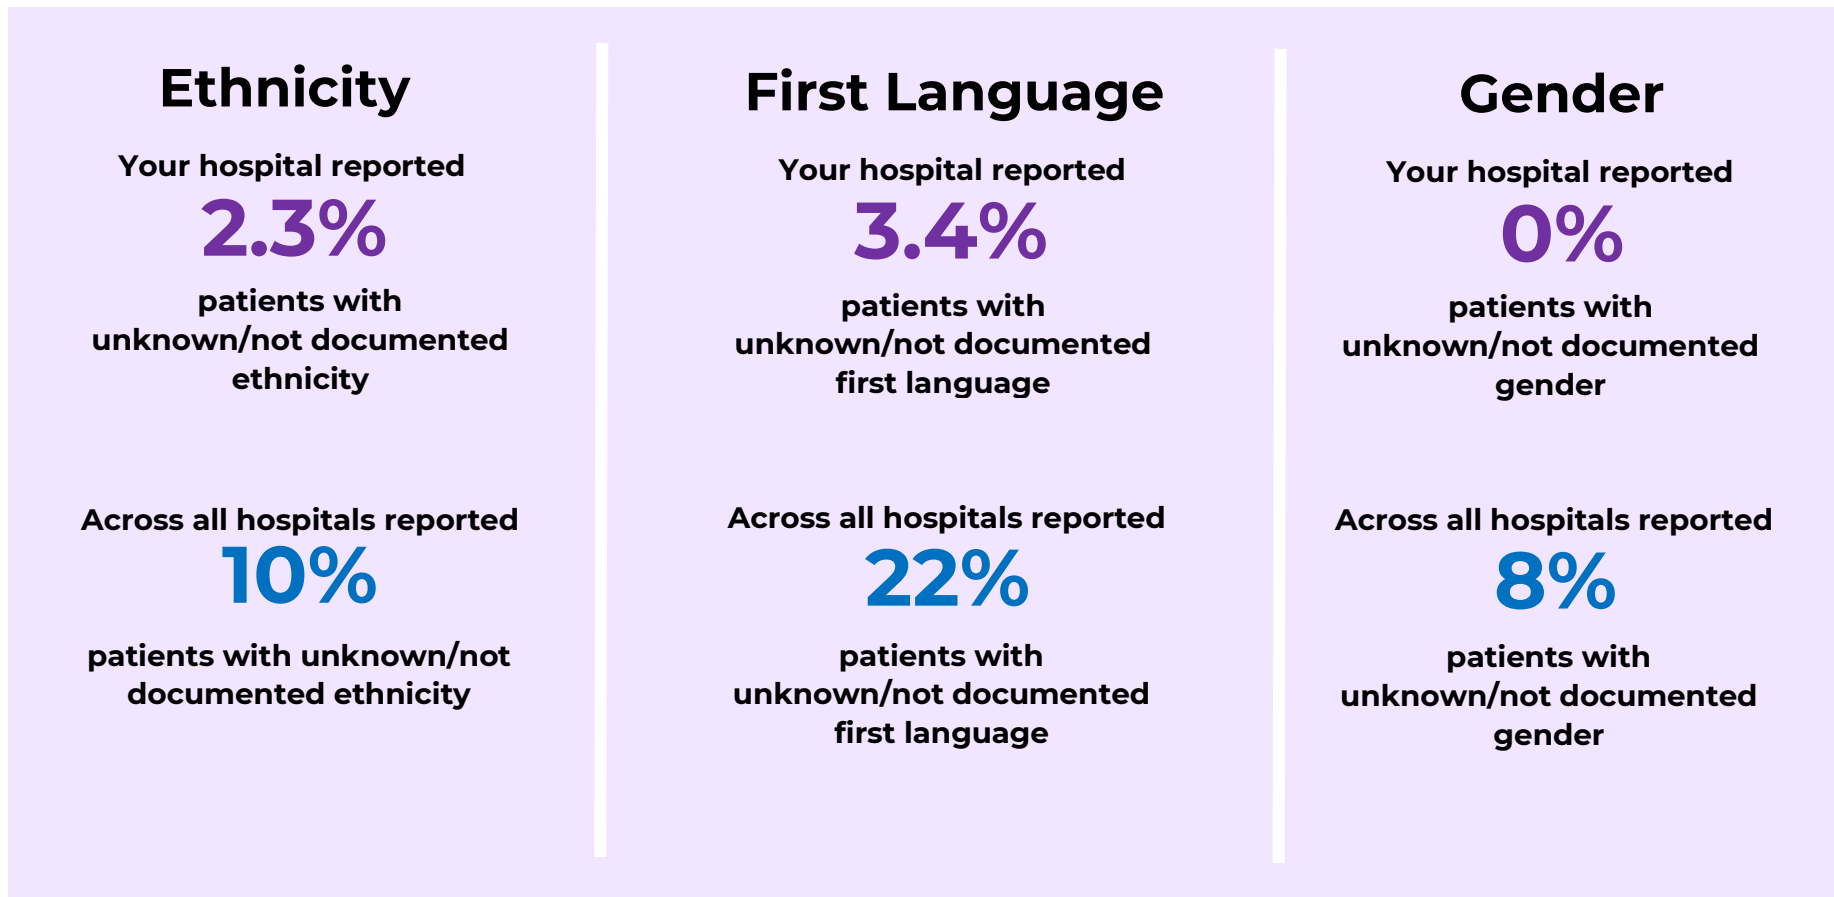 Ethnicity
Your hospital reported
2.3%
patients with
unknown/not documented
ethnicity
Across all hospitals reported
10%
patients with unknown/not
documented ethnicity
First Language
Your hospital reported
3.4%
patients with
unknown/not documented
first language
Across all hospitals reported
22%
patients with
unknown/not documented
first language
Gender
Your hospital reported
0%
patients with
unknown/not documented
gender
Across all hospitals reported
8%
patients with
unknown/not documented
gender